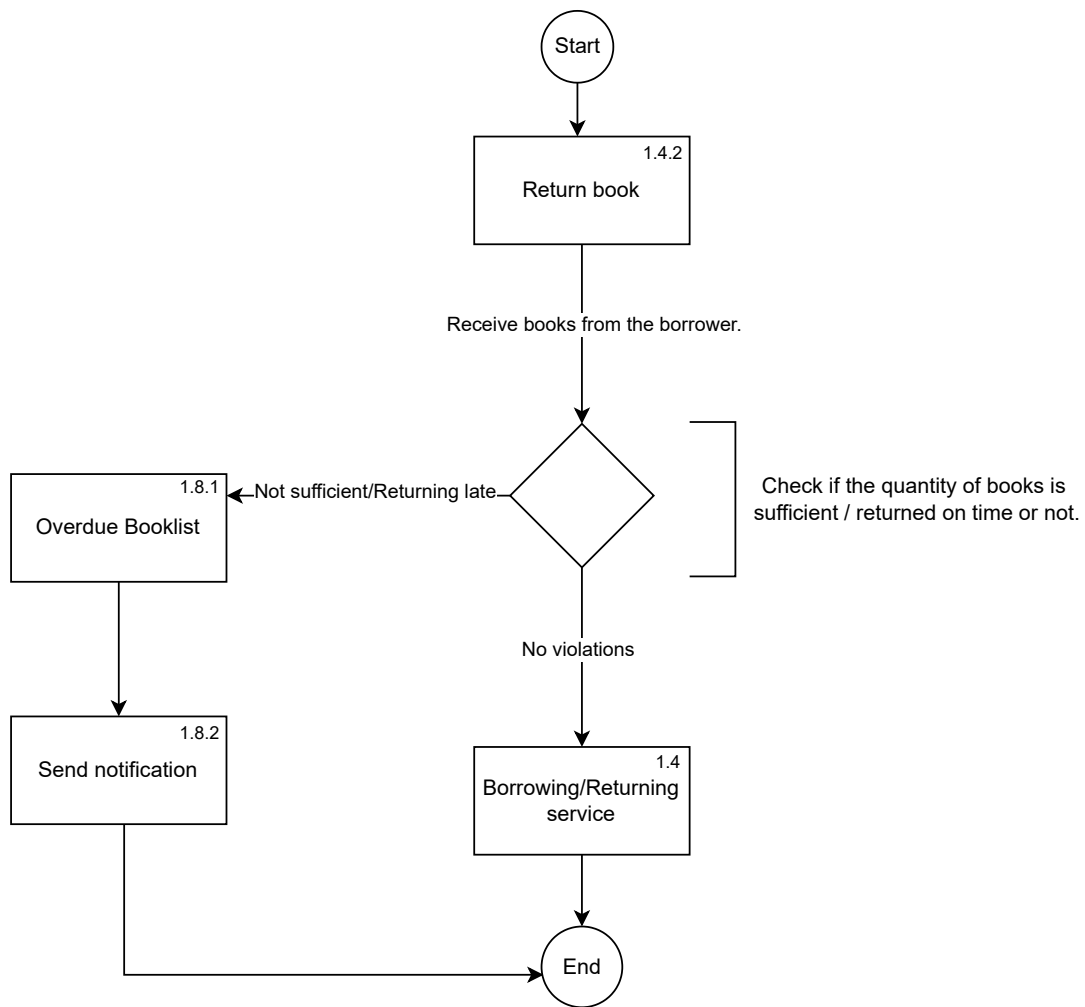 Start
1.4.2
Return book
Receive books from the borrower.
Not sufficient/Returning late
Check if the quantity of books is
sufficient / returned on time or not.
1.8.1
Overdue Booklist
No violations
1.8.2
Send notification
1.4
Borrowing/Returning
service
End